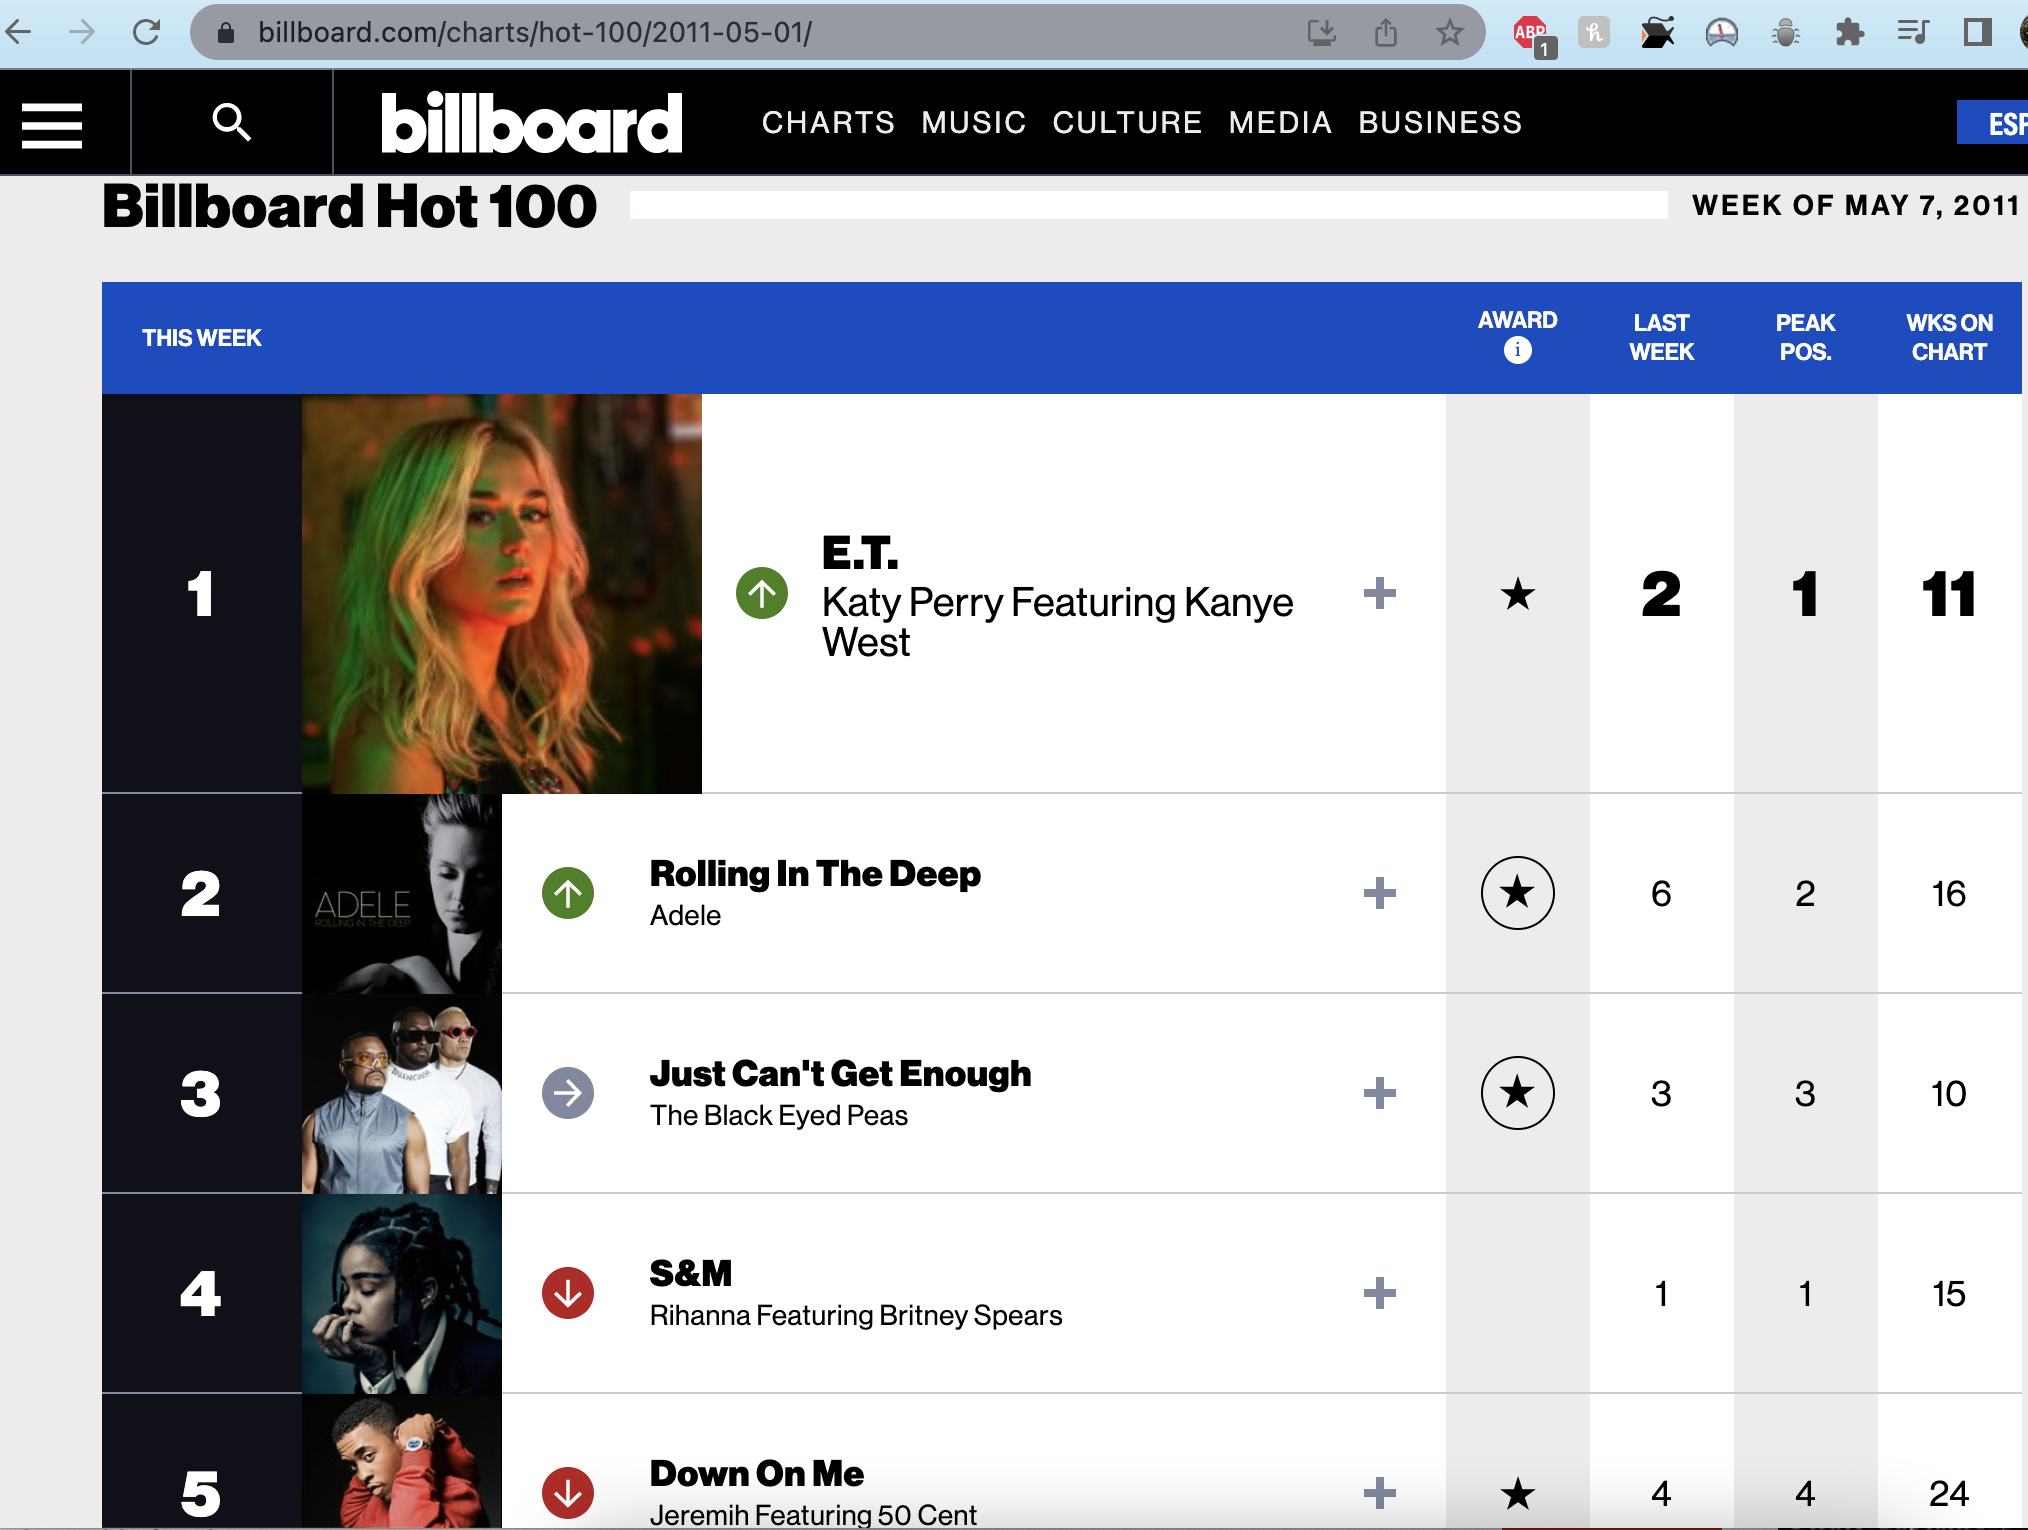 billboard.com/charts/hot-100/2011-05-01/
ABP
1
h
billboard
CHARTS MUSIC CULTURE MEDIA BUSINESS
ESP
Billboard Hot 100
WEEK OF MAY 7, 2011
THIS WEEK
AWARD
i
LAST
WEEK
PEAK
POS.
WKS ON
CHART
1
E.T.
Katy Perry Featuring Kanye
West
2
1
11
2
ADELE
ROLLING IN THE DEEP
Rolling In The Deep
Adele
6
2
16
3
BALENCIAGA
Just Can't Get Enough
The Black Eyed Peas
3
3
10
4
S&M
Rihanna Featuring Britney Spears
1
1
15
5
Down On Me
Jeremih Featuring 50 Cent
4
4
24